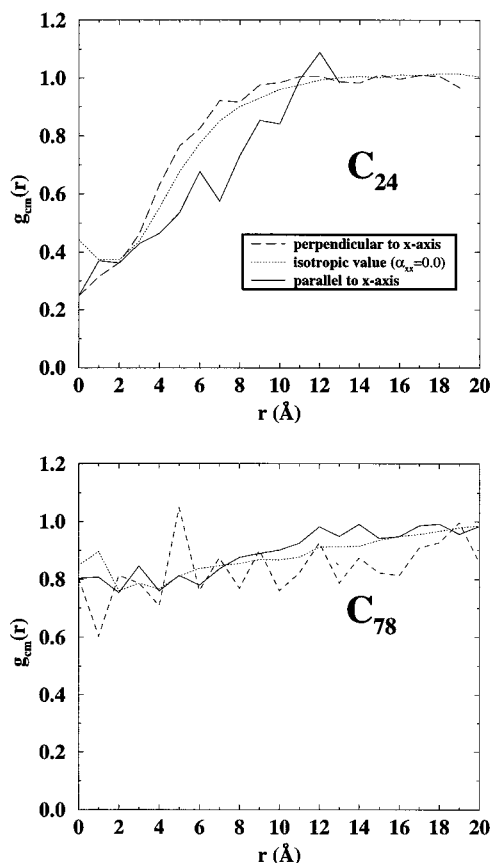 1.2
1.0
0.8
0.6
0.4
0.2
0.0
g_cm(r)
C_24
perpendicular to x-axis
isotropic value (α_xx=0.0)
parallel to x-axis
0 2 4 6 8 10 12 14 16 18 20
r (Å)
1.2
1.0
0.8
0.6
0.4
0.2
0.0
g_cm(r)
C_78
0 2 4 6 8 10 12 14 16 18 20
r (Å)